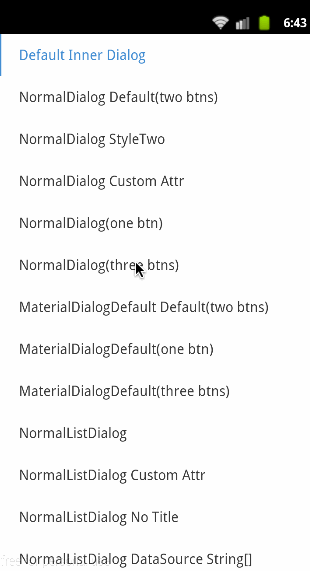 6:43
Default Inner Dialog
NormalDialog Default(two btns)
NormalDialog StyleTwo
NormalDialog Custom Attr
NormalDialog(one btn)
NormalDialog(three btns)
MaterialDialogDefault Default(two btns)
MaterialDialogDefault(one btn)
MaterialDialogDefault(three btns)
NormalListDialog
NormalListDialog Custom Attr
NormalListDialog No Title
NormalListDialog DataSource String[]